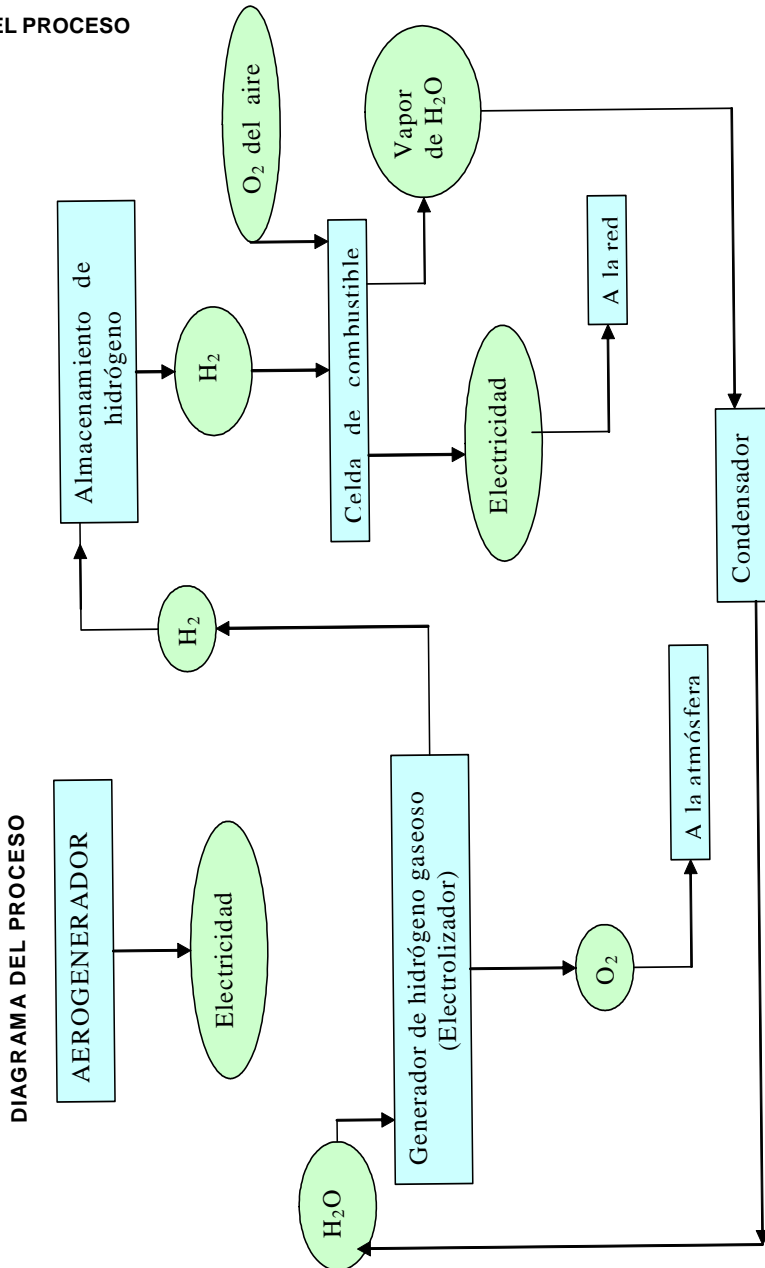 EL PROCESO
DIAGRAMA DEL PROCESO
AEROGENERADOR
Electricidad
H₂O
Generador de hidrógeno gaseoso
(Electrolizador)
O₂
A la atmósfera
H₂
Almacenamiento de
hidrógeno
H₂
O₂ del aire
Celda de combustible
Electricidad
A la red
Vapor
de H₂O
Condensador